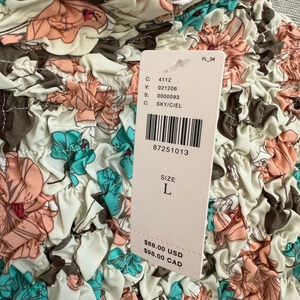 FL_34
C: 4112
V: 021206
S: 0000093
C: SKY/CIEL
87251013
SIZE
L
$88.00 USD
$98.00 CAD